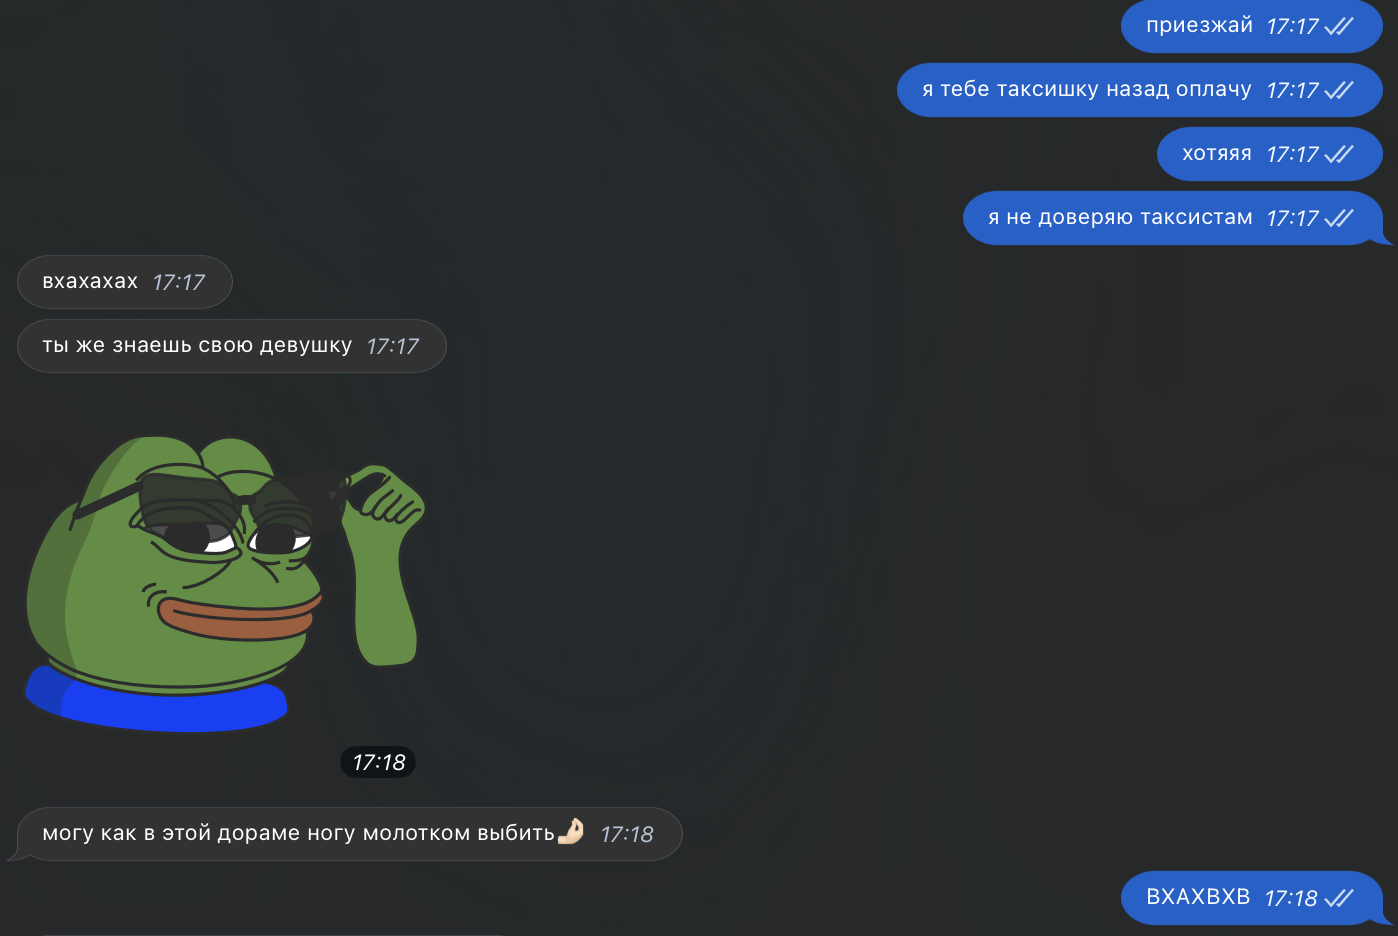 приезжай 17:17
я тебе таксишку назад оплачу 17:17
хотяяя 17:17
я не доверяю таксистам 17:17
вхахахах 17:17
ты же знаешь свою девушку 17:17
17:18
могу как в этой дораме ногу молотком выбить🤌🏻 17:18
ВХАХВХВ 17:18